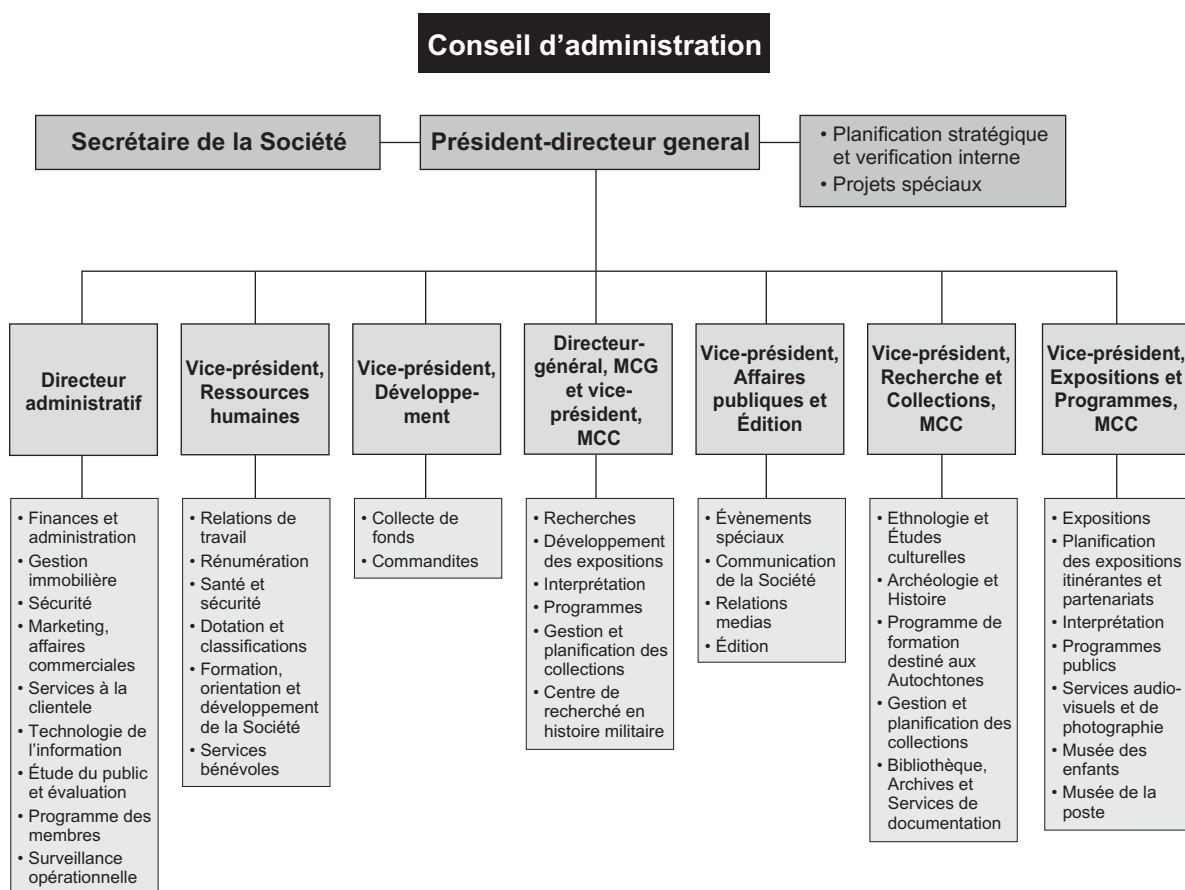 Conseil d’administration
Secrétaire de la Société
Président-directeur general
• Planification stratégique
et verification interne
• Projets spéciaux
Directeur
administratif
Vice-président,
Ressources
humaines
Vice-président,
Développe-
ment
Directeur-
général, MCG
et vice-
président,
MCC
Vice-président,
Affaires
publiques et
Édition
Vice-président,
Recherche et
Collections,
MCC
Vice-président,
Expositions et
Programmes,
MCC
• Finances et
administration
• Gestion
immobilière
• Sécurité
• Marketing,
affaires
commerciales
• Services à la
clientele
• Technologie de
l’information
• Étude du public
et évaluation
• Programme des
membres
• Surveillance
opérationnelle
• Relations de
travail
• Rénumération
• Santé et
sécurité
• Dotation et
classifications
• Formation,
orientation et
développement
de la Société
• Services
bénévoles
• Collecte de
fonds
• Commandites
• Recherches
• Développement
des expositions
• Interprétation
• Programmes
• Gestion et
planification des
collections
• Centre de
recherché en
histoire militaire
• Évènements
spéciaux
• Communication
de la Société
• Relations
medias
• Édition
• Ethnologie et
Études
culturelles
• Archéologie et
Histoire
• Programme de
formation
destiné aux
Autochtones
• Gestion et
planification des
collections
• Bibliothèque,
Archives et
Services de
documentation
• Expositions
• Planification
des expositions
itinérantes et
partenariats
• Interprétation
• Programmes
publics
• Services audio-
visuels et de
photographie
• Musée des
enfants
• Musée de la
poste